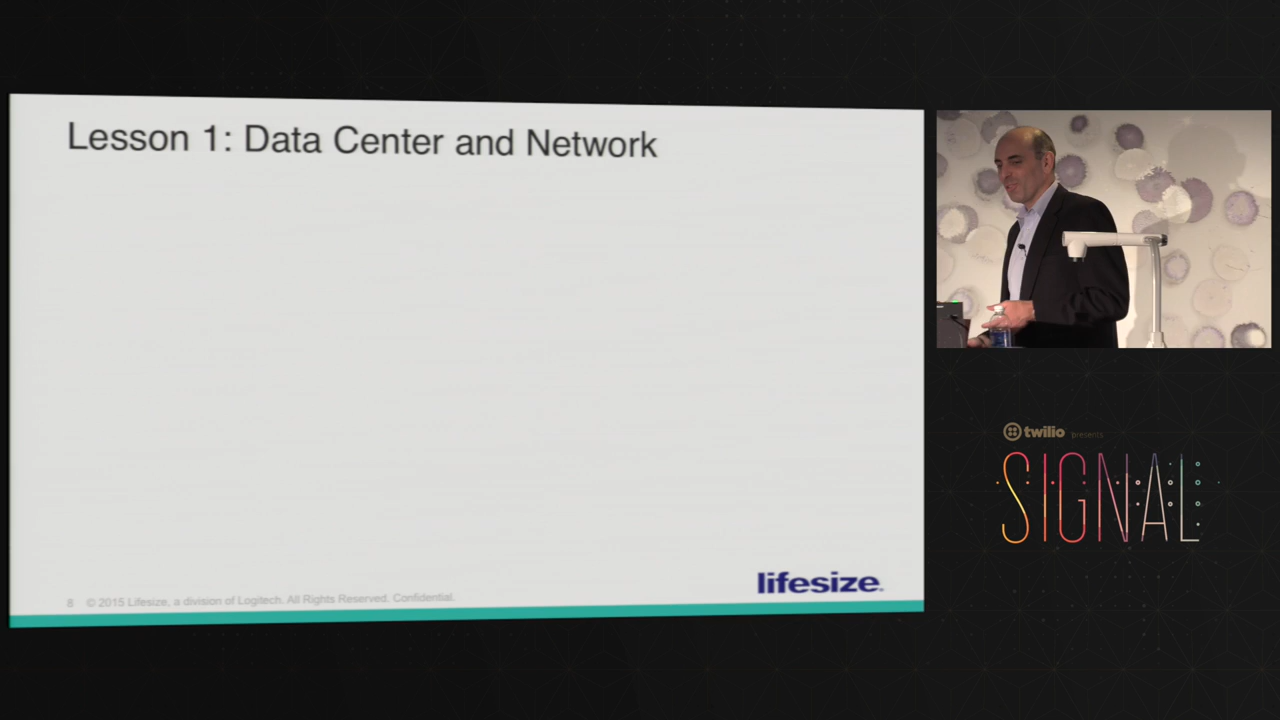 Lesson 1: Data Center and Network
8 © 2015 Lifesize, a division of Logitech. All Rights Reserved. Confidential.
lifesize.
twilio presents
SIGNAL